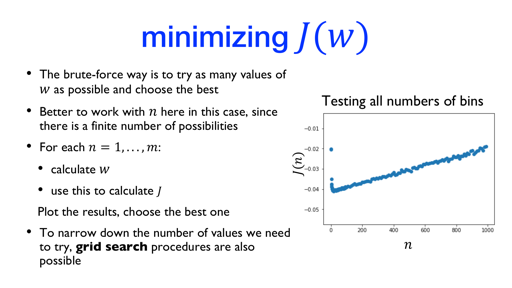 minimizing J(w)
• The brute-force way is to try as many values of
w as possible and choose the best
• Better to work with n here in this case, since
there is a finite number of possibilities
• For each n = 1, . . . , m:
• calculate w
• use this to calculate J
Plot the results, choose the best one
• To narrow down the number of values we need
to try, grid search procedures are also
possible
Testing all numbers of bins
J(n)
−0.01
−0.02
−0.03
−0.04
−0.05
0 200 400 600 800 1000
n